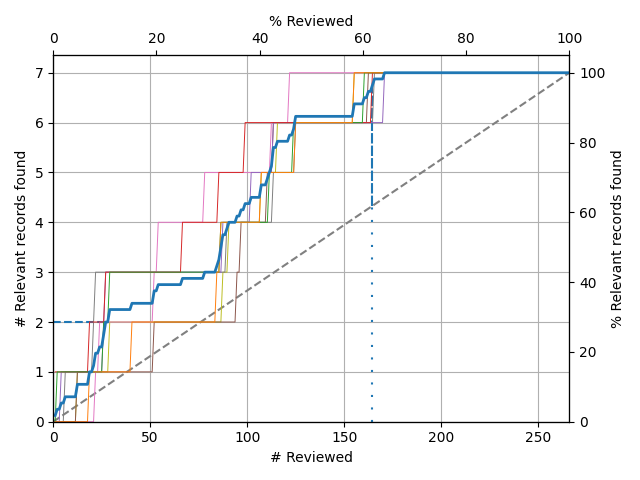 % Reviewed
0 20 40 60 80 100
7 100
6
80
5
60
4
3 40
2
20
1
0 0
0 50 100 150 200 250
# Reviewed
# Relevant records found
% Relevant records found